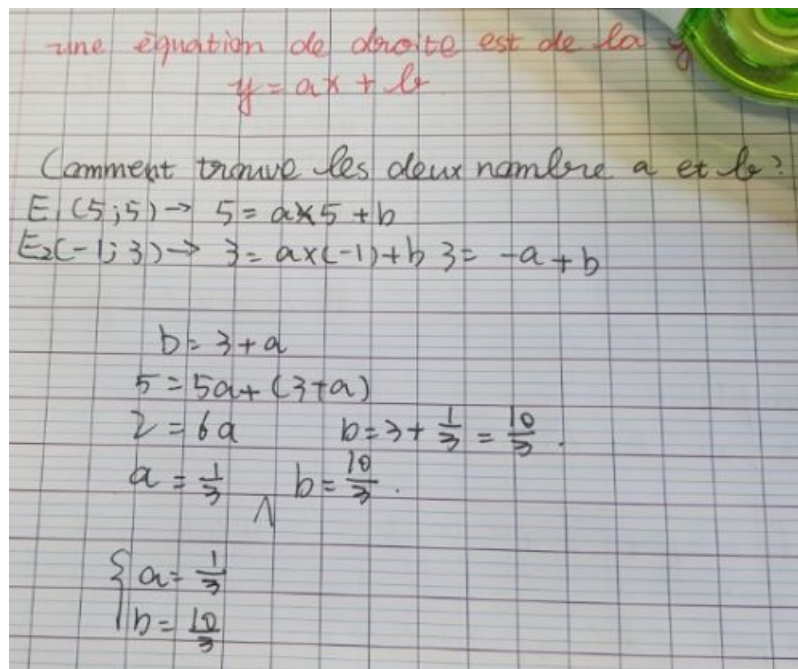 une équation de droite est de la
y = ax + b
Comment trouve les deux nombre a et b?
E1(5;5) → 5 = a×5 + b
E2(-1;3) → 3 = a×(-1)+b 3 = -a + b
b = 3 + a
5 = 5a + (3+a)
2 = 6a b = 3 + 1/3 = 10/3.
a = 1/3 ∧ b = 10/3.
{ a = 1/3
b = 10/3